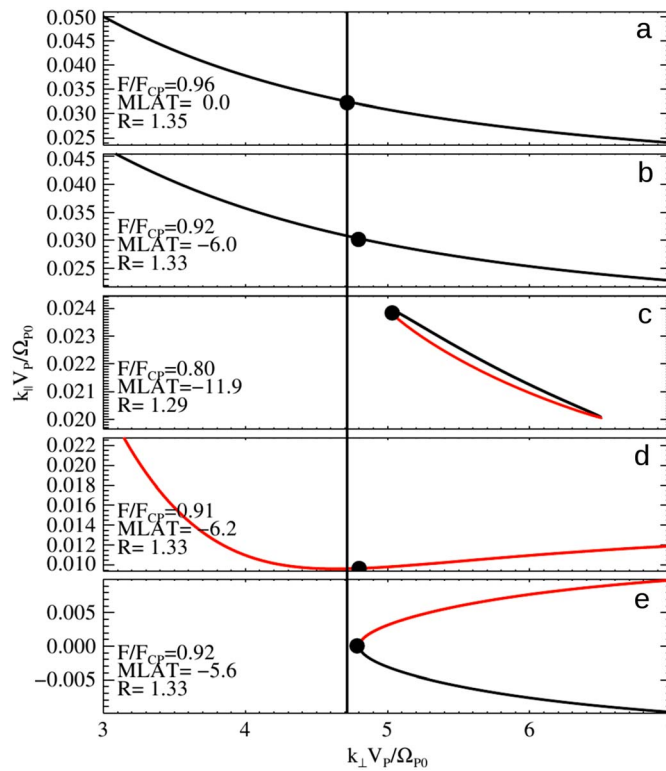 a
0.050
0.045
0.040
0.035
0.030
0.025
F/F_CP=0.96
MLAT= 0.0
R= 1.35
b
0.045
0.040
0.035
0.030
0.025
F/F_CP=0.92
MLAT= −6.0
R= 1.33
c
0.024
0.023
0.022
0.021
0.020
F/F_CP=0.80
MLAT=−11.9
R= 1.29
k_∥V_P/Ω_P0
d
0.022
0.020
0.018
0.016
0.014
0.012
0.010
F/F_CP=0.91
MLAT= −6.2
R= 1.33
e
0.005
0.000
−0.005
F/F_CP=0.92
MLAT= −5.6
R= 1.33
3 4 5 6
k_⊥V_P/Ω_P0